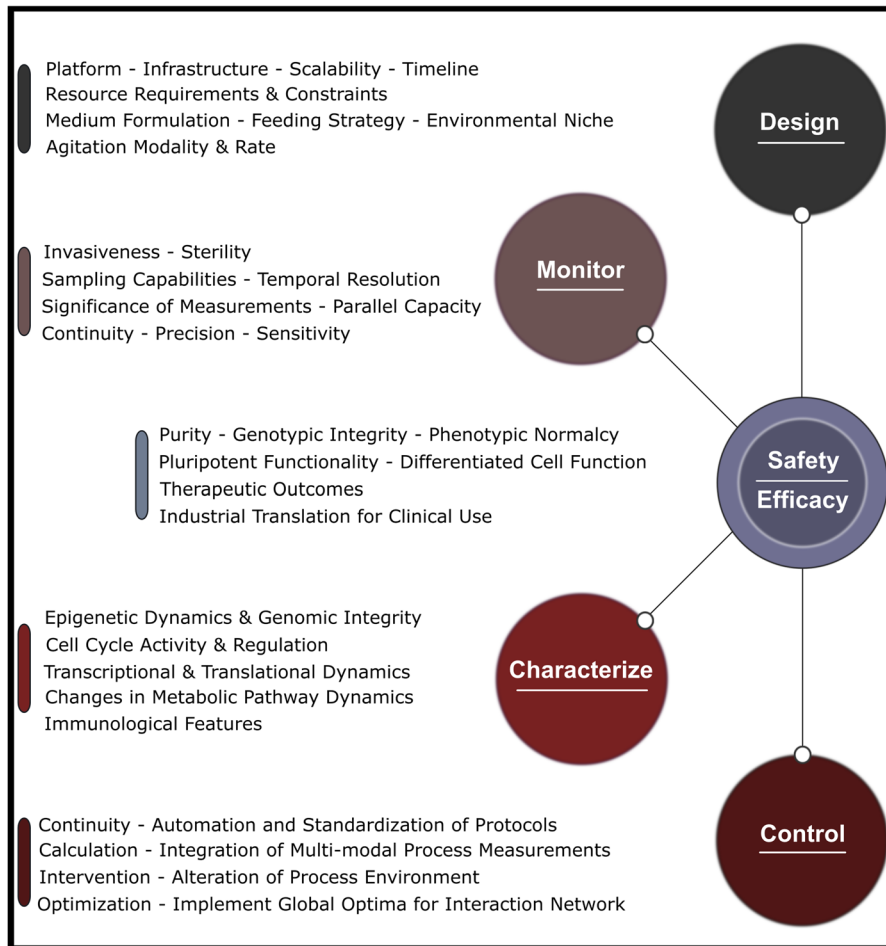 Platform - Infrastructure - Scalability - Timeline
Resource Requirements & Constraints
Medium Formulation - Feeding Strategy - Environmental Niche
Agitation Modality & Rate
Design
Invasiveness - Sterility
Sampling Capabilities - Temporal Resolution
Significance of Measurements - Parallel Capacity
Continuity - Precision - Sensitivity
Monitor
Purity - Genotypic Integrity - Phenotypic Normalcy
Pluripotent Functionality - Differentiated Cell Function
Therapeutic Outcomes
Industrial Translation for Clinical Use
Safety
Efficacy
Epigenetic Dynamics & Genomic Integrity
Cell Cycle Activity & Regulation
Transcriptional & Translational Dynamics
Changes in Metabolic Pathway Dynamics
Immunological Features
Characterize
Continuity - Automation and Standardization of Protocols
Calculation - Integration of Multi-modal Process Measurements
Intervention - Alteration of Process Environment
Optimization - Implement Global Optima for Interaction Network
Control